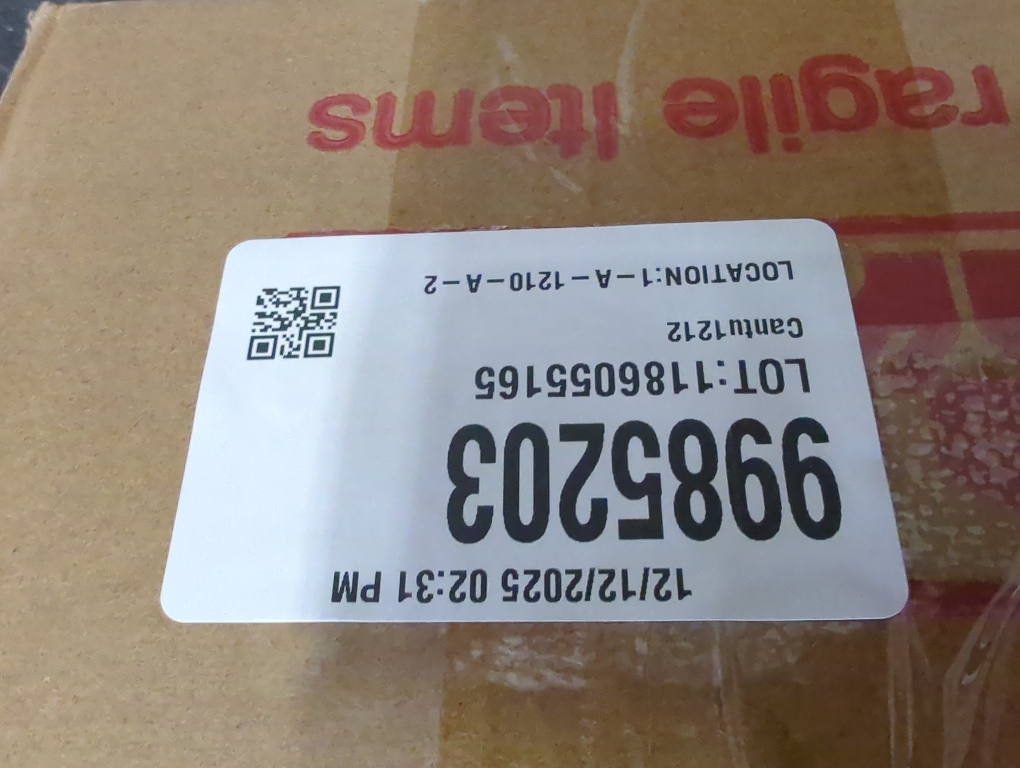 12/12/2025 02:31 PM
9985203
LOT:1186055165
Cantu1212
LOCATION:1-A-1210-A-2
ragile Items